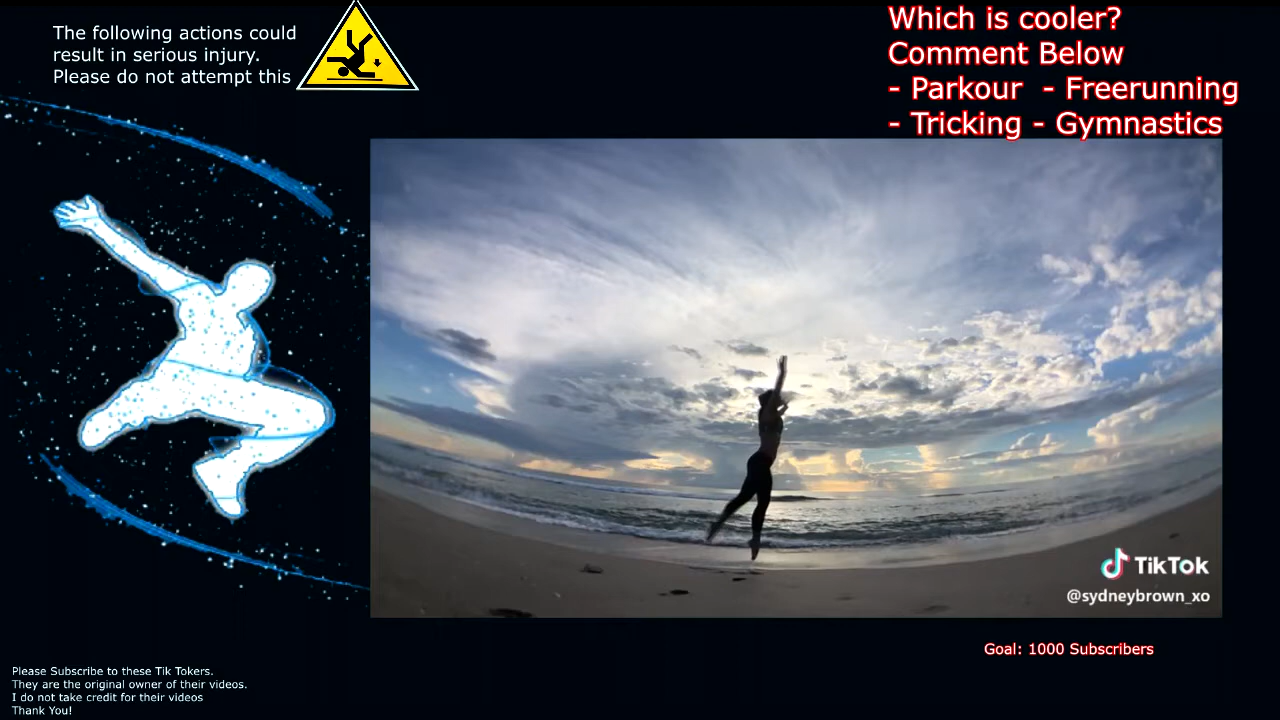 The following actions could
result in serious injury.
Please do not attempt this
Which is cooler?
Comment Below
- Parkour - Freerunning
- Tricking - Gymnastics
TikTok
@sydneybrown_xo
Goal: 1000 Subscribers
Please Subscribe to these Tik Tokers.
They are the original owner of their videos.
I do not take credit for their videos
Thank You!